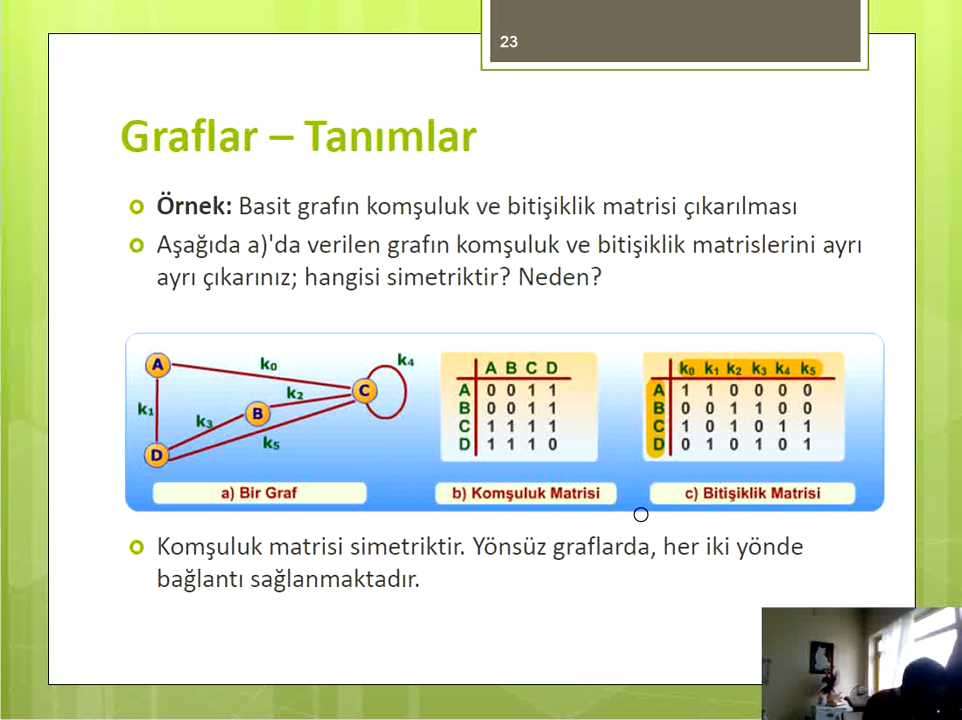 23
Graflar – Tanımlar
Örnek: Basit grafın komşuluk ve bitişiklik matrisi çıkarılması
Aşağıda a)'da verilen grafın komşuluk ve bitişiklik matrislerini ayrı
ayrı çıkarınız; hangisi simetriktir? Neden?
A
k0
k4
C
k1
k2
B
k3
k5
D
a) Bir Graf
A B C D
A 0 0 1 1
B 0 0 1 1
C 1 1 1 1
D 1 1 1 0
b) Komşuluk Matrisi
k0 k1 k2 k3 k4 k5
A 1 1 0 0 0 0
B 0 0 1 1 0 0
C 1 0 1 0 1 1
D 0 1 0 1 0 1
c) Bitişiklik Matrisi
Komşuluk matrisi simetriktir. Yönsüz graflarda, her iki yönde
bağlantı sağlanmaktadır.